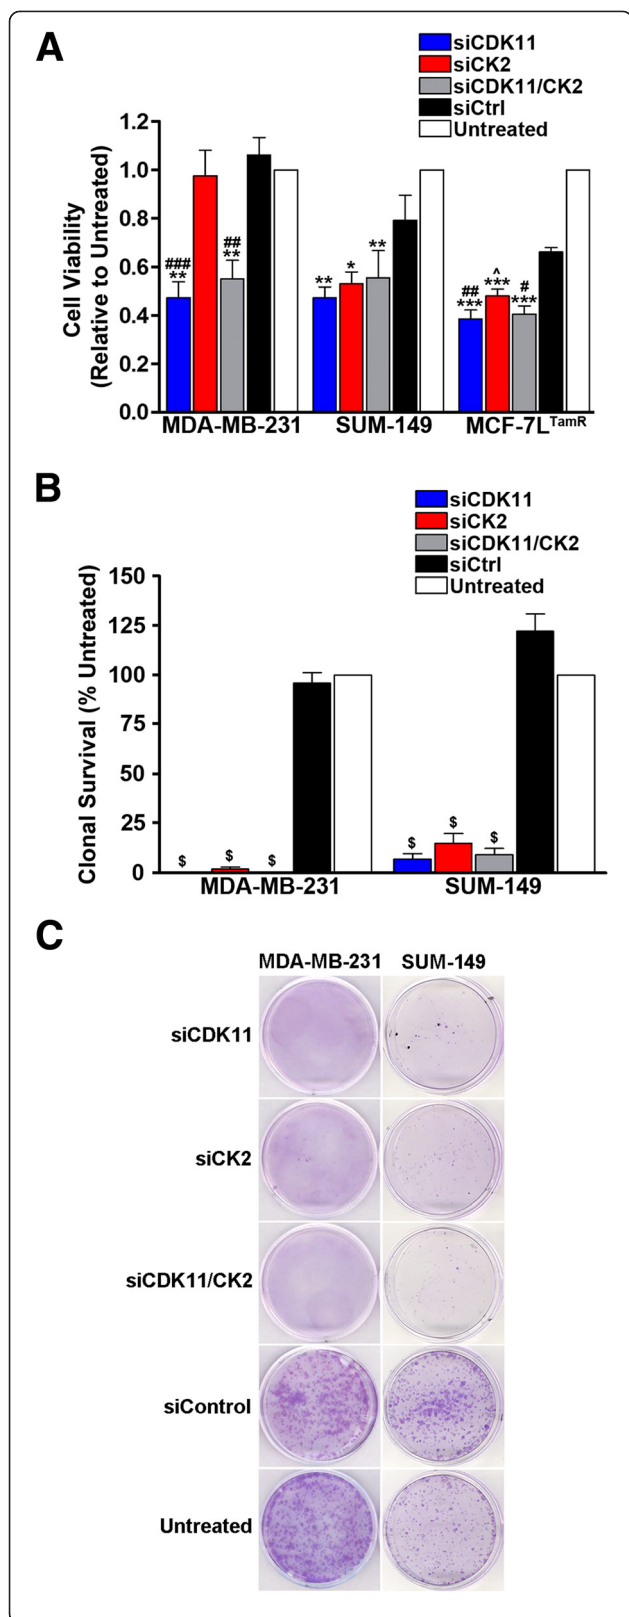 A
siCDK11
siCK2
siCDK11/CK2
siCtrl
Untreated
Cell Viability
(Relative to Untreated)
1.2
1.0
0.8
0.6
0.4
0.2
0.0
###
**
##
**
**
*
**
##
***
^
***
#
***
MDA-MB-231 SUM-149 MCF-7LTamR
B
siCDK11
siCK2
siCDK11/CK2
siCtrl
Untreated
Clonal Survival (% Untreated)
150
125
100
75
50
25
0
$ $ $ $ $ $
MDA-MB-231 SUM-149
C
MDA-MB-231 SUM-149
siCDK11
siCK2
siCDK11/CK2
siControl
Untreated